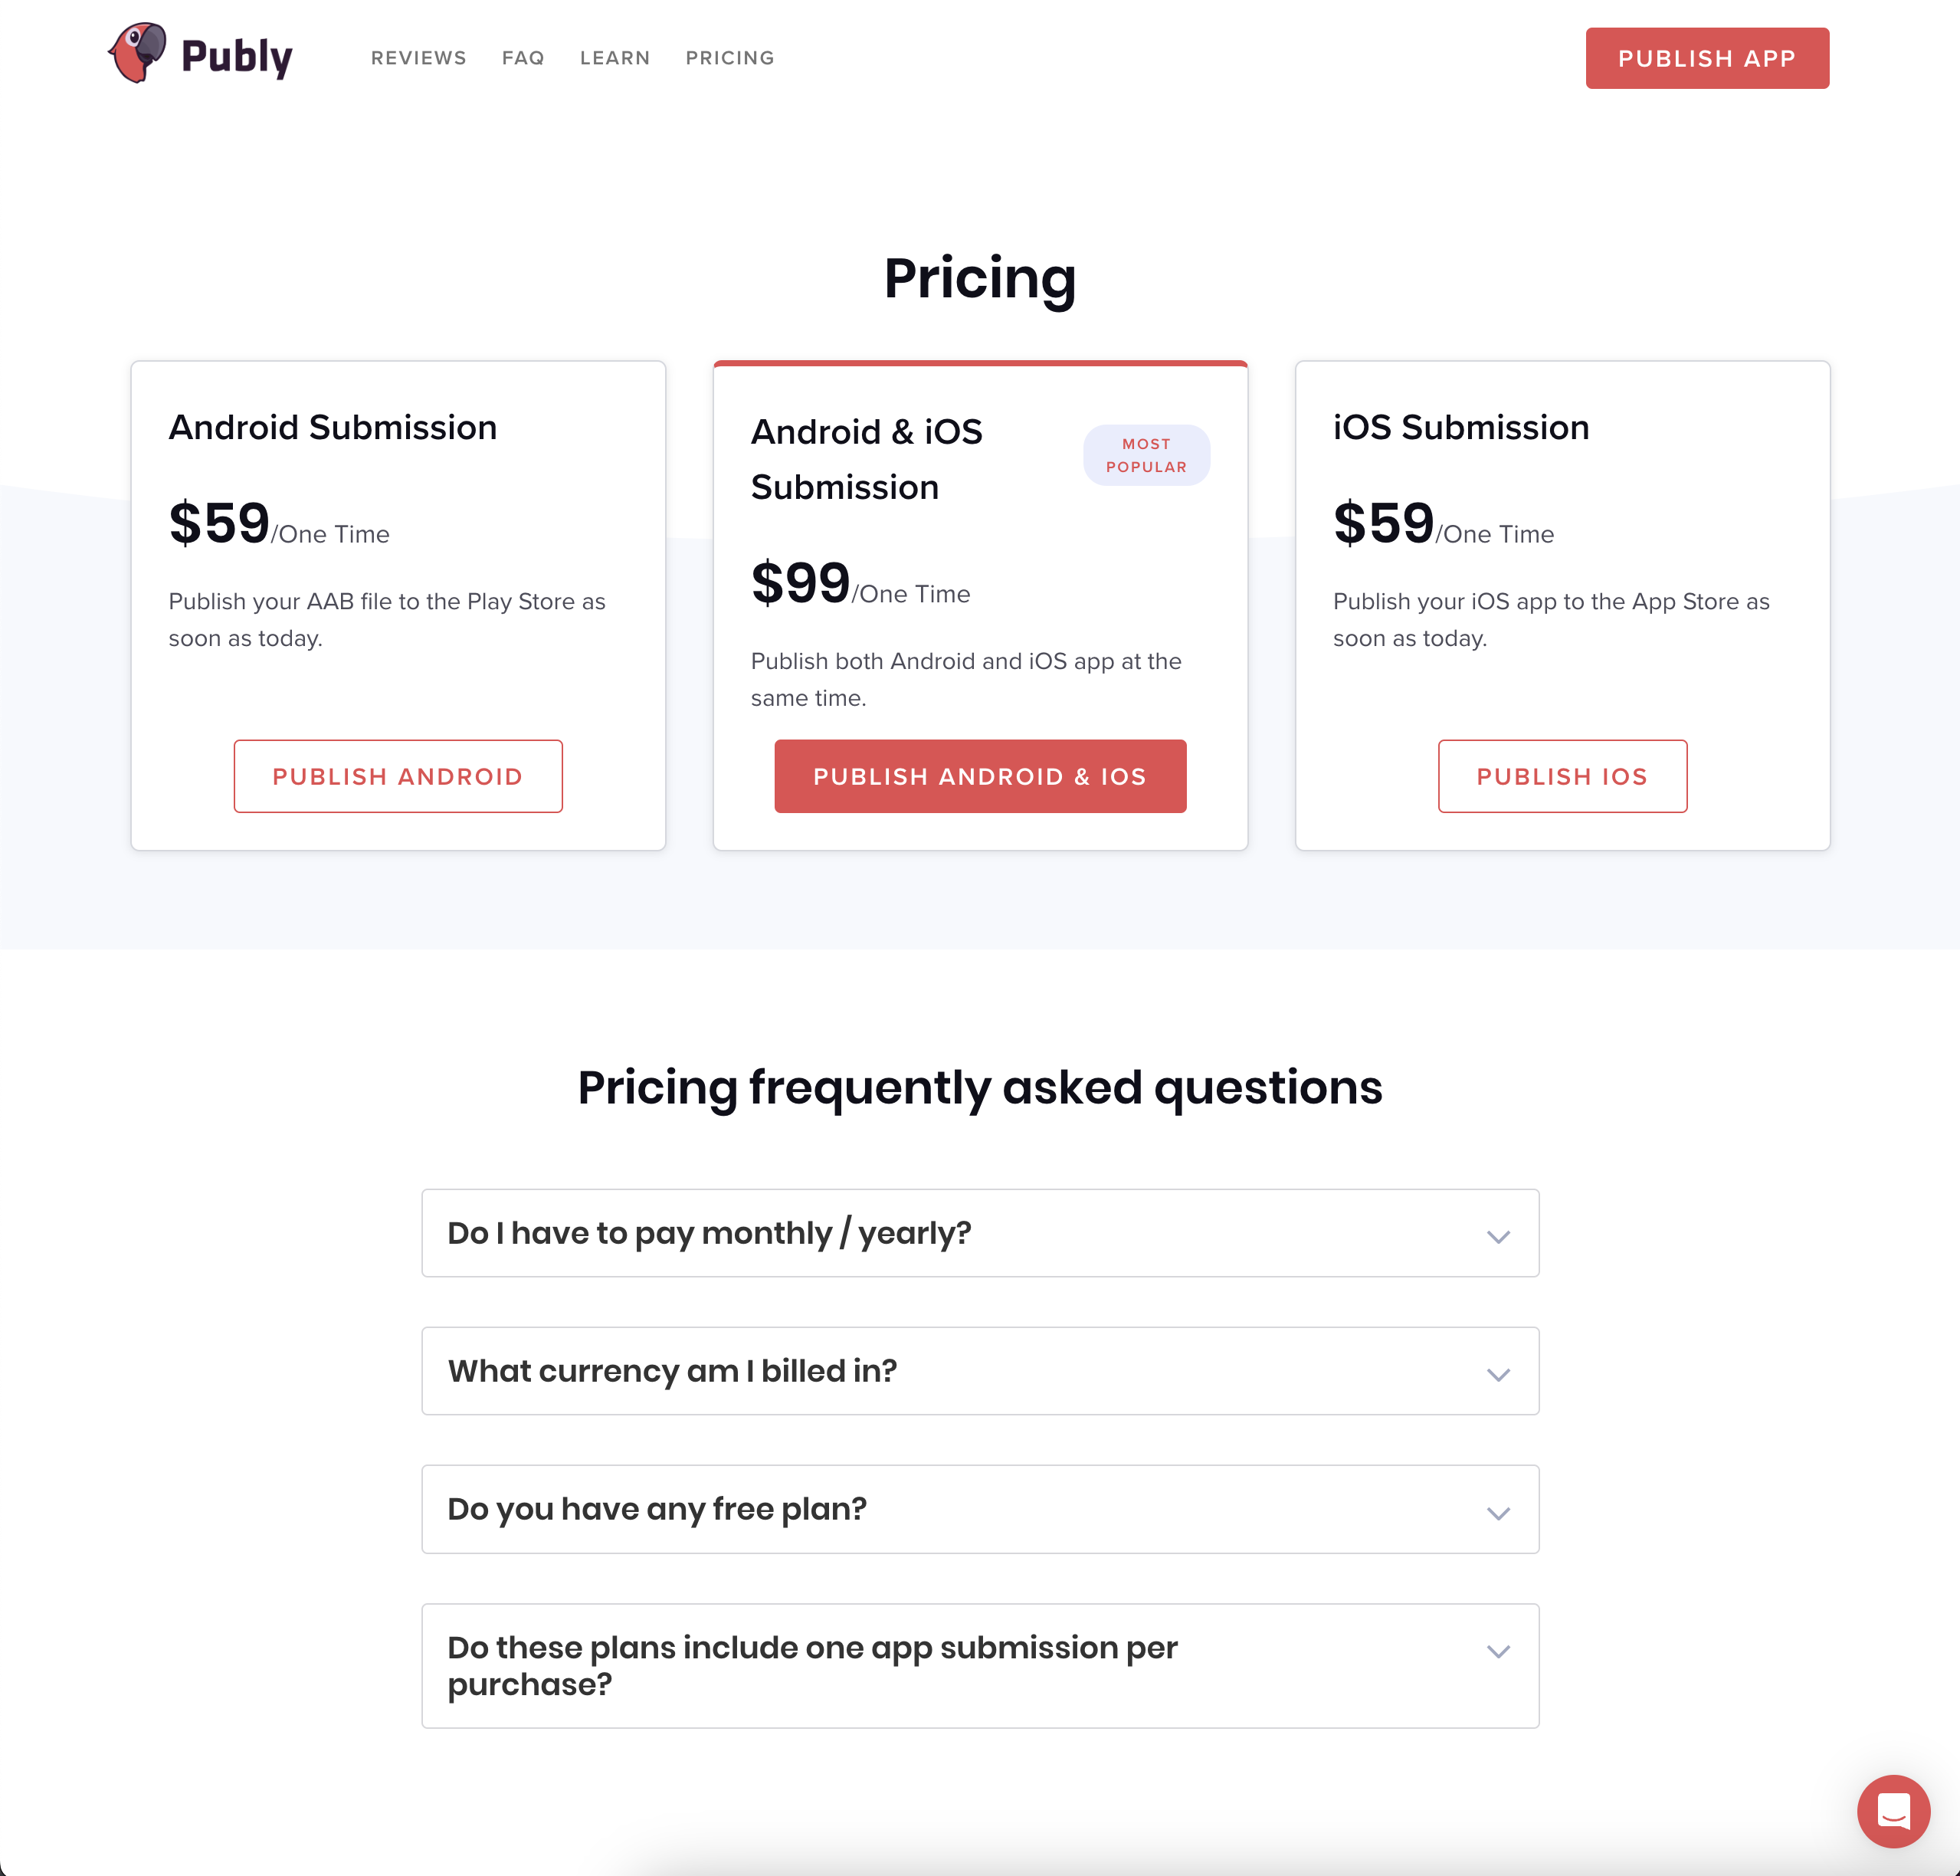 Publy
REVIEWS
FAQ
LEARN
PRICING
PUBLISH APP
Pricing
Android Submission
$59/One Time
Publish your AAB file to the Play Store as
soon as today.
PUBLISH ANDROID
Android & iOS
Submission
MOST
POPULAR
$99/One Time
Publish both Android and iOS app at the
same time.
PUBLISH ANDROID & IOS
iOS Submission
$59/One Time
Publish your iOS app to the App Store as
soon as today.
PUBLISH IOS
Pricing frequently asked questions
Do I have to pay monthly / yearly?
What currency am I billed in?
Do you have any free plan?
Do these plans include one app submission per
purchase?